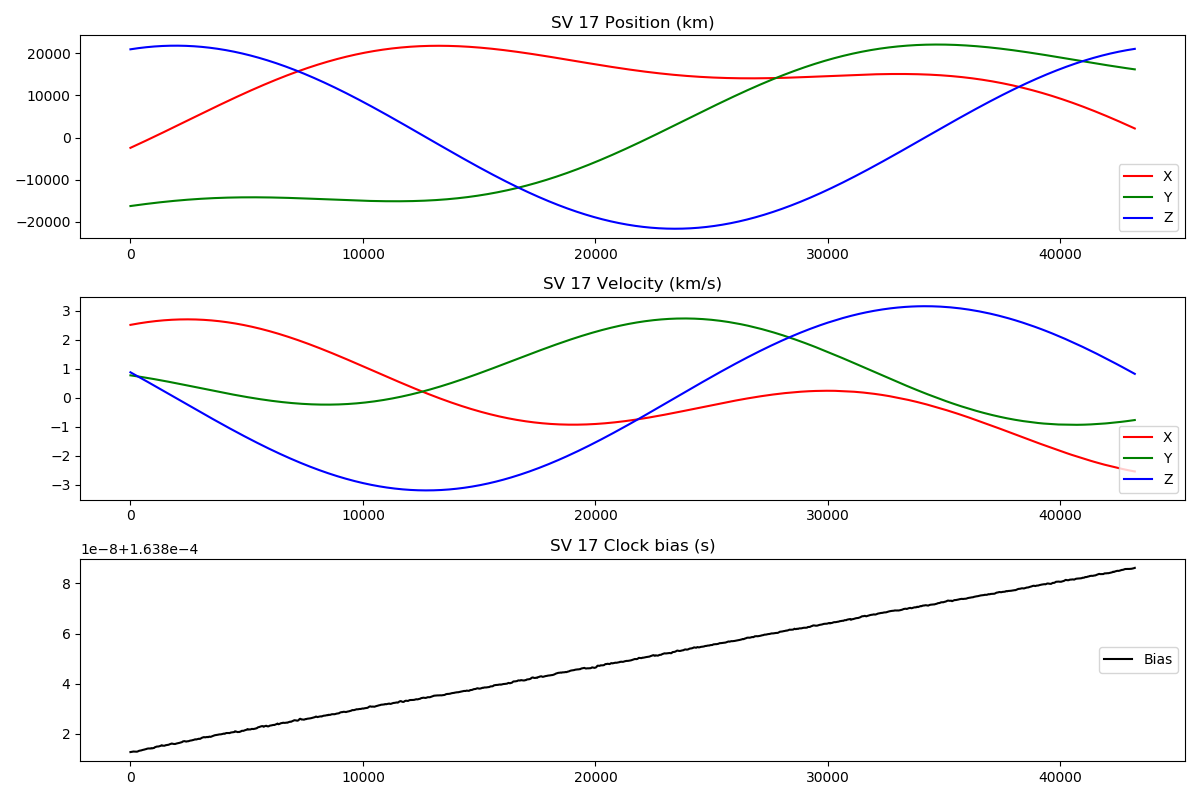 SV 17 Position (km)
20000
10000
0
−10000
−20000
X
Y
Z
0 10000 20000 30000 40000
SV 17 Velocity (km/s)
3
2
1
0
−1
−2
−3
X
Y
Z
0 10000 20000 30000 40000
SV 17 Clock bias (s)
1e−8+1.638e−4
8
6
4
2
Bias
0 10000 20000 30000 40000